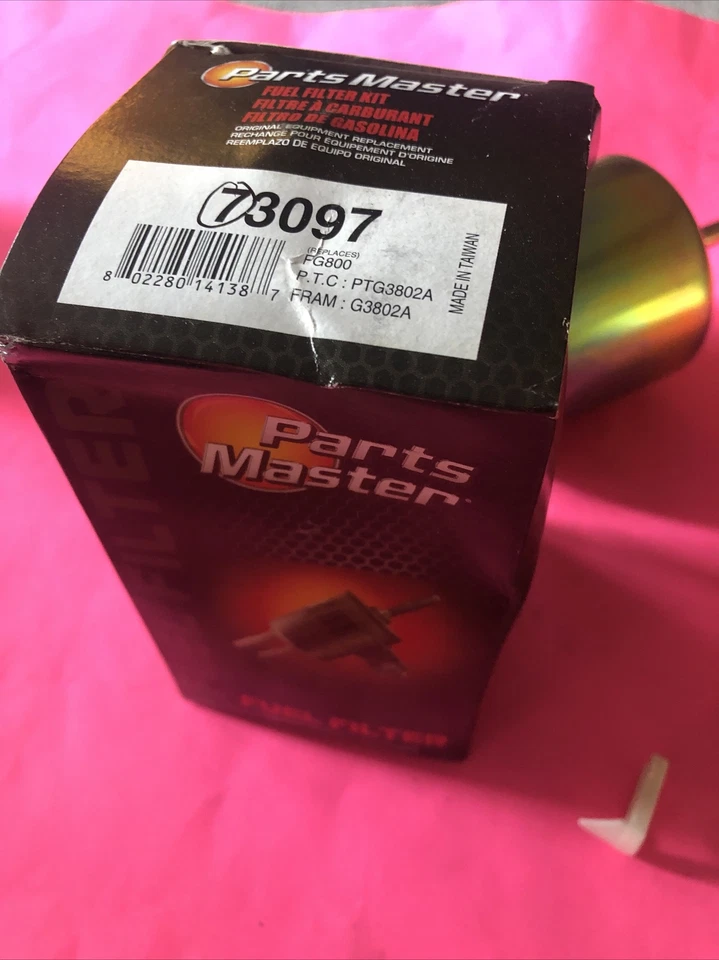 Parts Master
FUEL FILTER KIT
FILTRE À CARBURANT
FILTRO DE GASOLINA
ORIGINAL EQUIPMENT REPLACEMENT
RECHANGE POUR ÉQUIPEMENT D'ORIGINE
REEMPLAZO DE EQUIPO ORIGINAL
73097
(REPLACES)
FG800
P.T.C : PTG3802A
FRAM : G3802A
8 02280 14138 7
MADE IN TAIWAN
Parts
Master
FILTER
FUEL FILTER